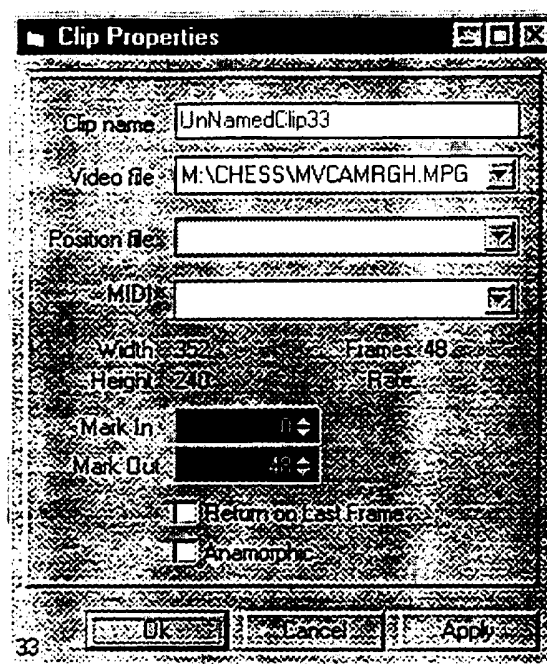 Clip Properties
Clip name: UnNamedClip33
Video file: M:\CHESS\MVCAMRGH.MPG
Position file:
MIDI:
Width: 352 Frames: 48
Height: 240 Rate:
Mark In: 0
Mark Out: 48
Return on Last Frame
Anamorphic
Ok Cancel Apply
33